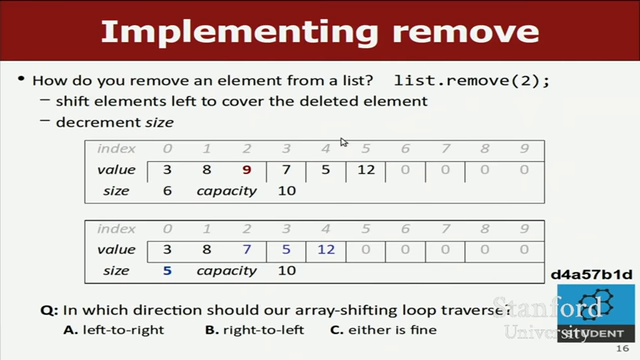 Implementing remove
• How do you remove an element from a list? list.remove(2);
– shift elements left to cover the deleted element
– decrement size
index 0 1 2 3 4 5 6 7 8 9
value 3 8 9 7 5 12 0 0 0 0
size 6 capacity 10
index 0 1 2 3 4 5 6 7 8 9
value 3 8 7 5 12 0 0 0 0 0
size 5 capacity 10
d4a57b1d
Q: In which direction should our array-shifting loop traverse?
A. left-to-right B. right-to-left C. either is fine
Stanford
University
STUDENT
16